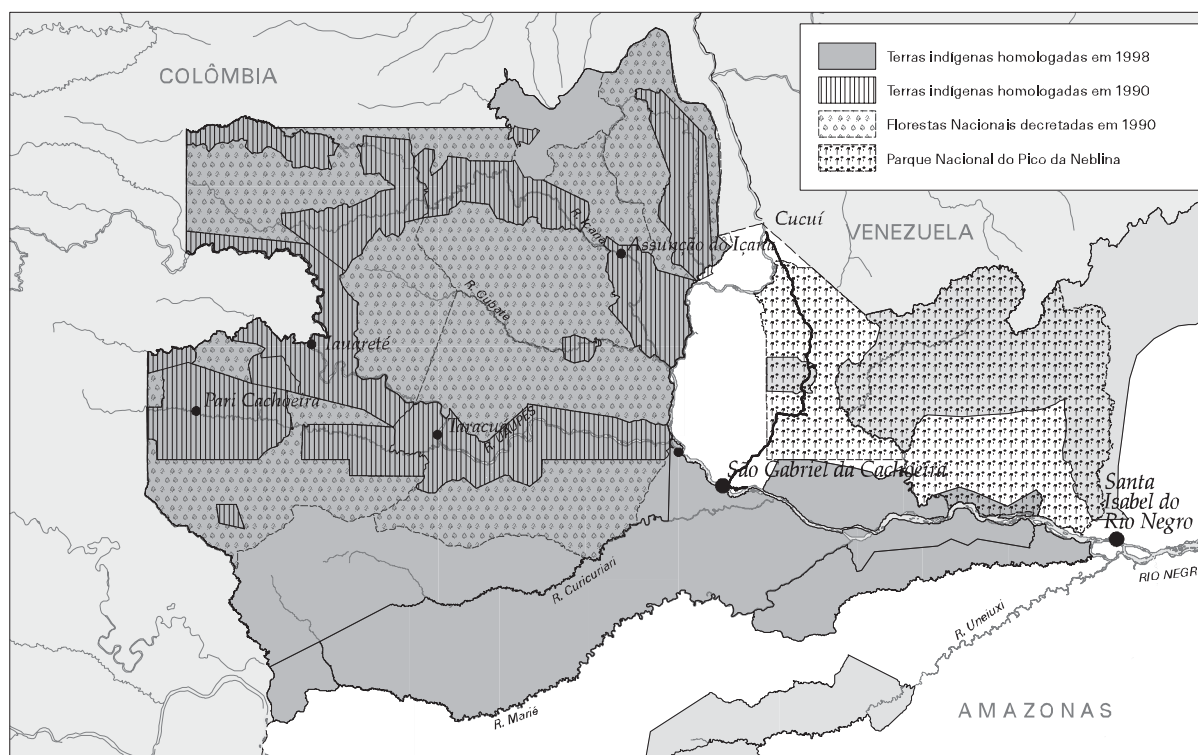 Terras indígenas homologadas em 1998
Terras indígenas homologadas em 1990
Florestas Nacionais decretadas em 1990
Parque Nacional do Pico da Neblina
COLÔMBIA
Cucuí
VENEZUELA
R. Içana
Assunção do Içana
R. Cubate
Iauareté
Pari Cachoeira
Taracuá
R. UAUPÉS
São Gabriel da Cachoeira
Santa
Isabel do
Rio Negro
RIO NEGR
R. Curicuriari
R. Uneiuxi
R. Marié
AMAZONAS